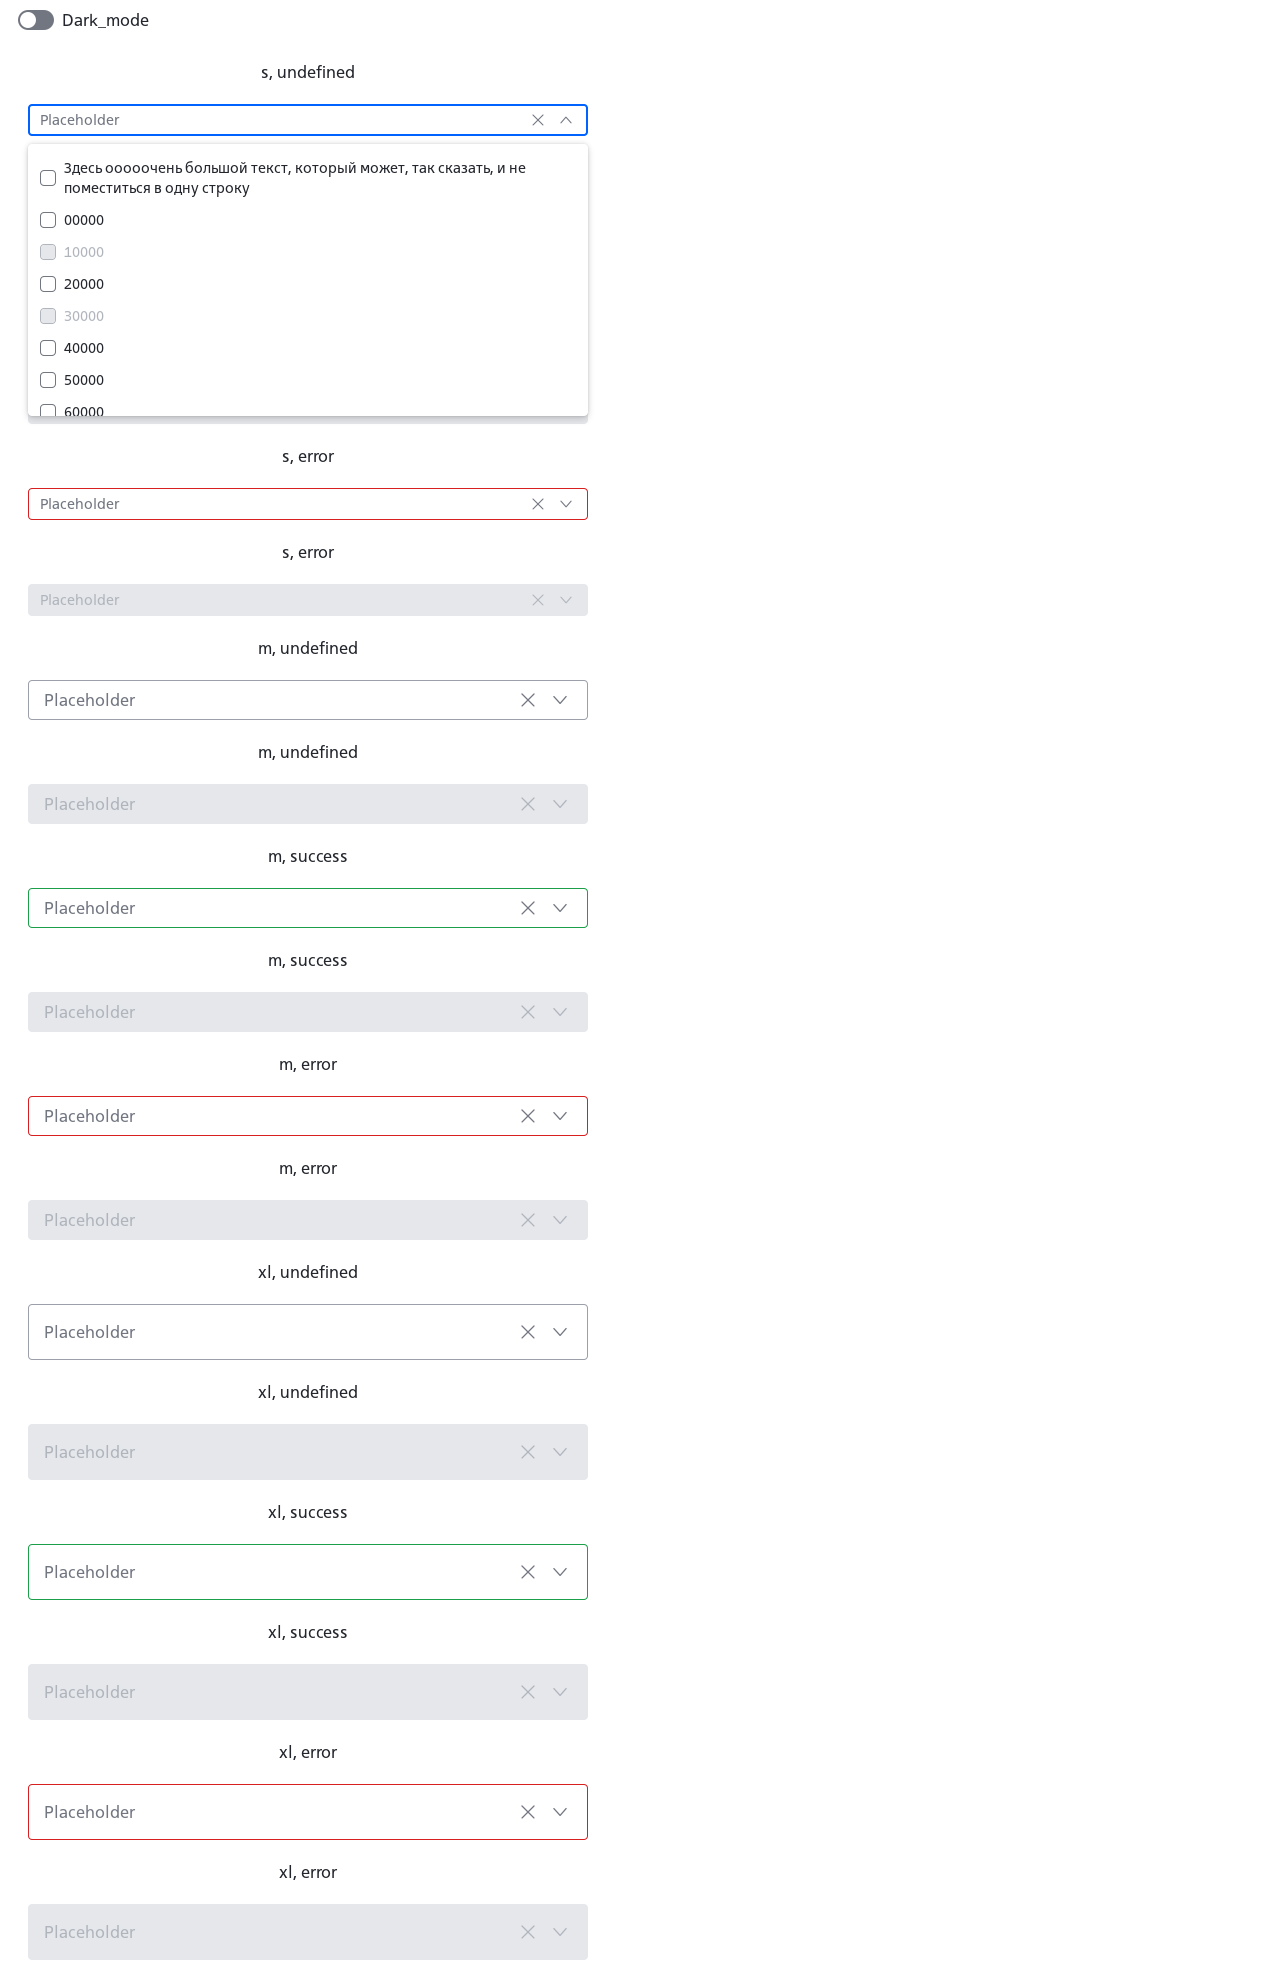 Dark_mode
s, undefined
Placeholder
Здесь ооооочень большой текст, который может, так сказать, и не
поместиться в одну строку
00000
10000
20000
30000
40000
50000
60000
s, error
Placeholder
s, error
Placeholder
m, undefined
Placeholder
m, undefined
Placeholder
m, success
Placeholder
m, success
Placeholder
m, error
Placeholder
m, error
Placeholder
xl, undefined
Placeholder
xl, undefined
Placeholder
xl, success
Placeholder
xl, success
Placeholder
xl, error
Placeholder
xl, error
Placeholder